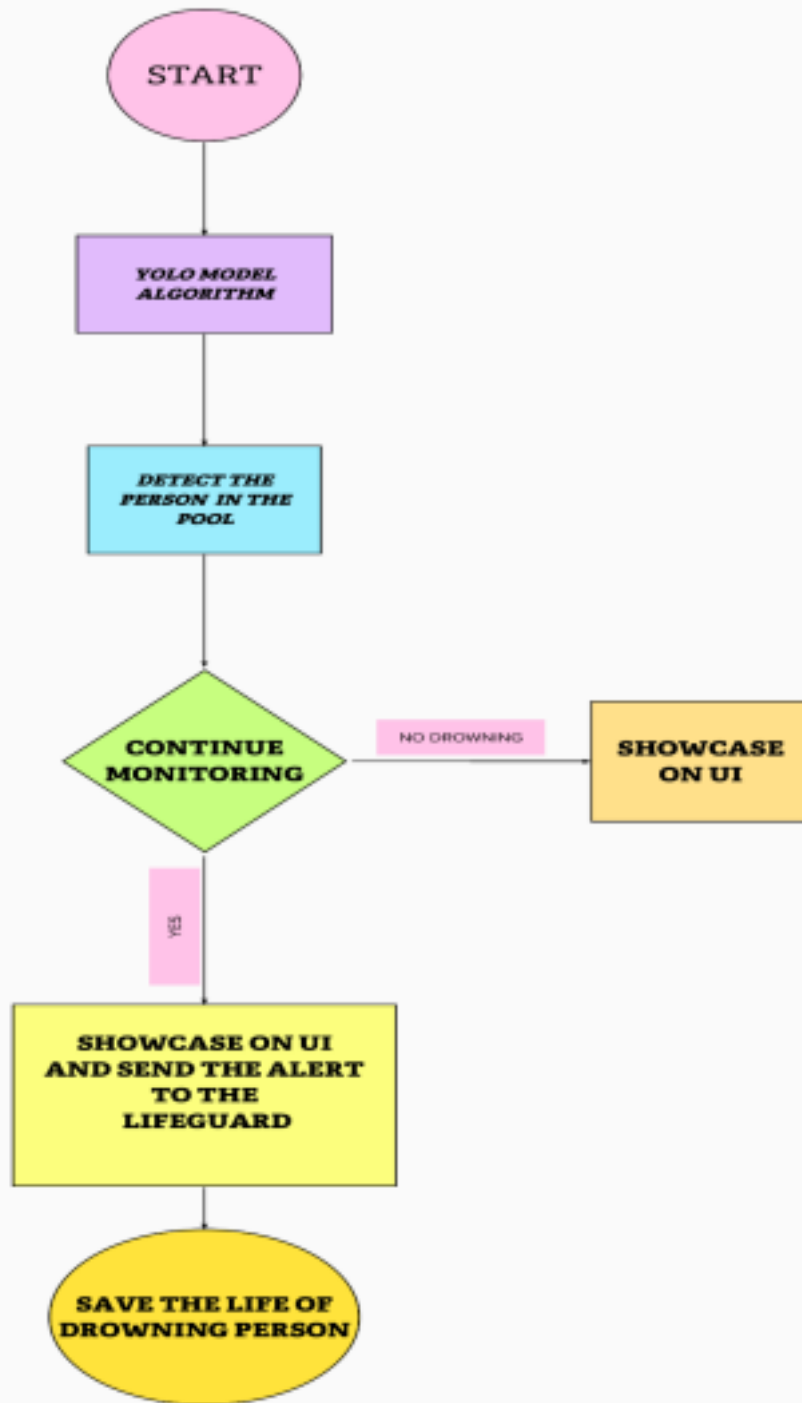 START
YOLO MODEL
ALGORITHM
DETECT THE
PERSON IN THE
POOL
CONTINUE
MONITORING
NO DROWNING
SHOWCASE
ON UI
YES
SHOWCASE ON UI
AND SEND THE ALERT
TO THE
LIFEGUARD
SAVE THE LIFE OF
DROWNING PERSON